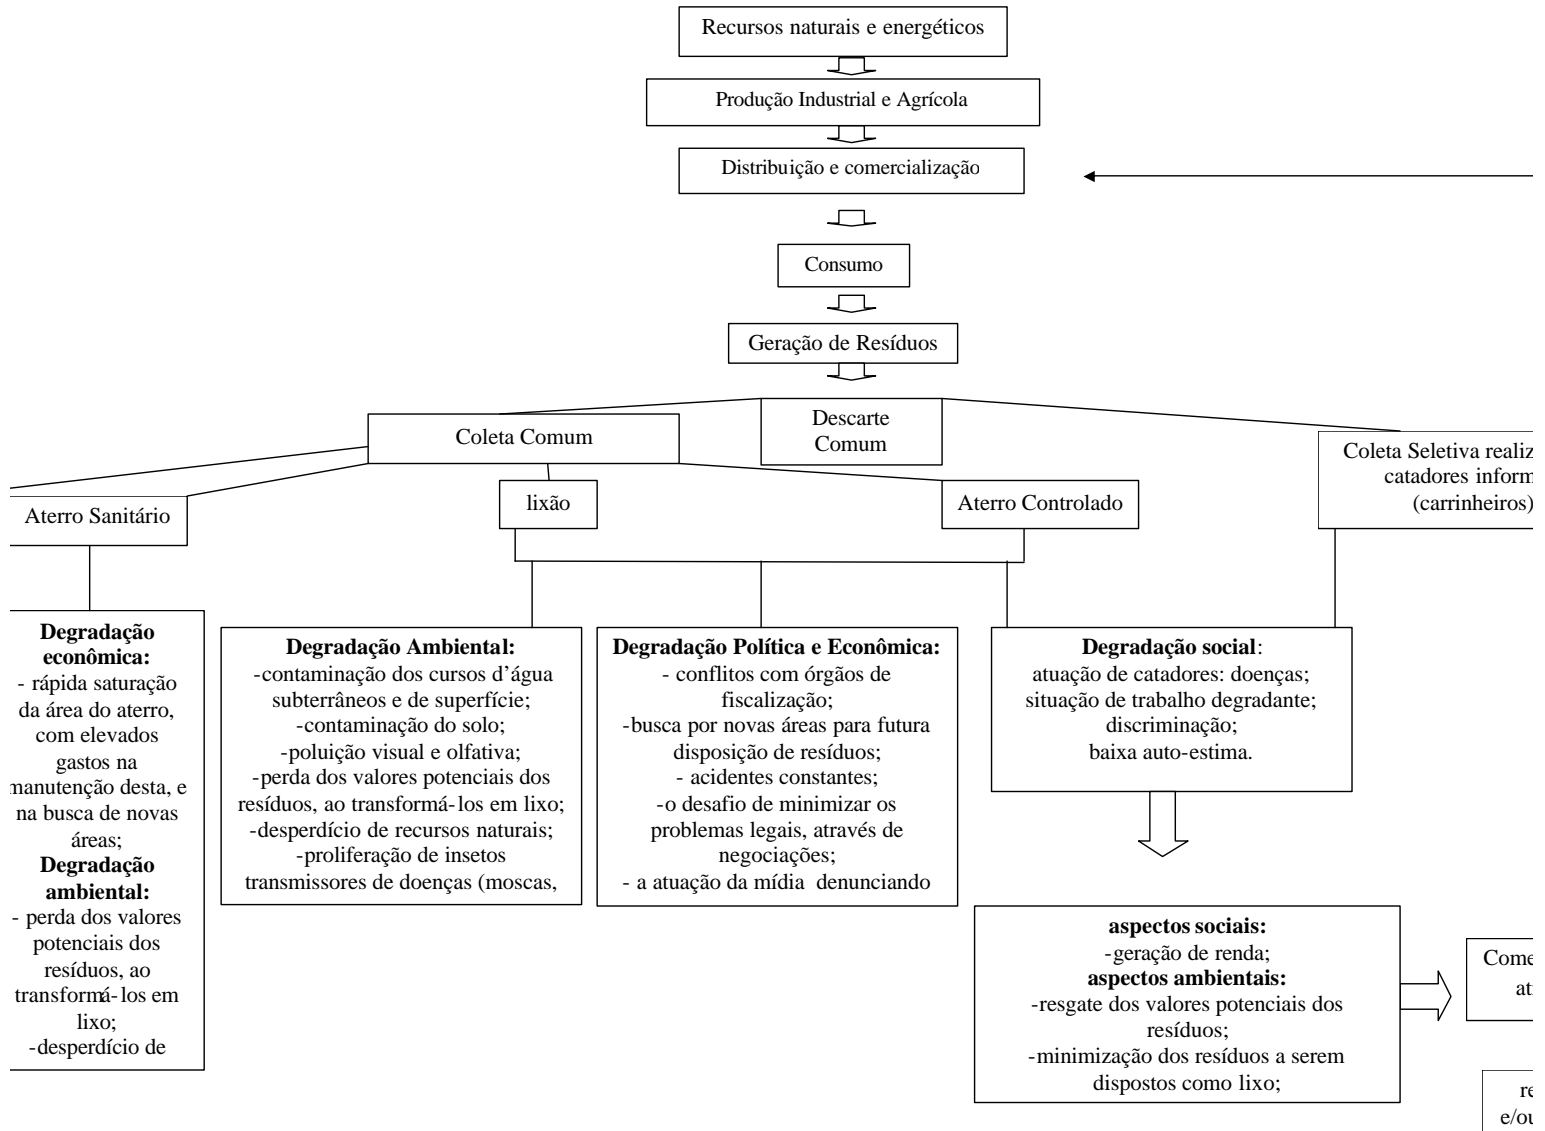 Recursos naturais e energéticos
Produção Industrial e Agrícola
Distribuição e comercialização
Consumo
Geração de Resíduos
Descarte
Comum
Coleta Comum
Coleta Seletiva
catadores
(carrinheiros)
Aterro Sanitário
lixão
Aterro Controlado
Degradação
econômica:
- rápida saturação
da área do aterro,
com elevados
gastos na
manutenção desta, e
na busca de novas
áreas;
Degradação
ambiental:
- perda dos valores
potenciais dos
resíduos, ao
transformá-los em
lixo;
-desperdício de
Degradação Ambiental:
-contaminação dos cursos d’água
subterrâneos e de superfície;
-contaminação do solo;
-poluição visual e olfativa;
-perda dos valores potenciais dos
resíduos, ao transformá-los em lixo;
-desperdício de recursos naturais;
-proliferação de insetos
transmissores de doenças (moscas,
Degradação Política e Econômica:
- conflitos com órgãos de
fiscalização;
-busca por novas áreas para futura
disposição de resíduos;
- acidentes constantes;
-o desafio de minimizar os
problemas legais, através de
negociações;
- a atuação da mídia denunciando
Degradação social:
atuação de catadores: doenças;
situação de trabalho degradante;
discriminação;
baixa auto-estima.
aspectos sociais:
-geração de renda;
aspectos ambientais:
-resgate dos valores potenciais dos
resíduos;
-minimização dos resíduos a serem
dispostos como lixo;
e/ou